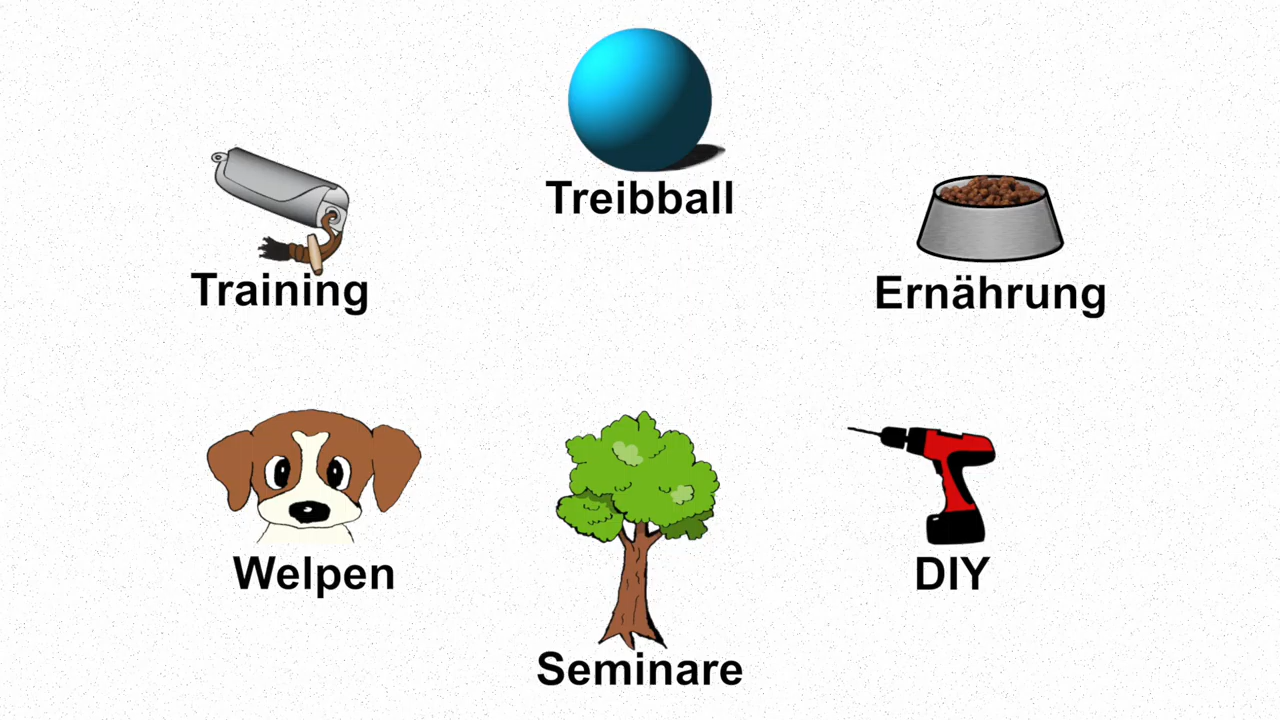 Treibball
Training
Ernährung
Welpen
DIY
Seminare